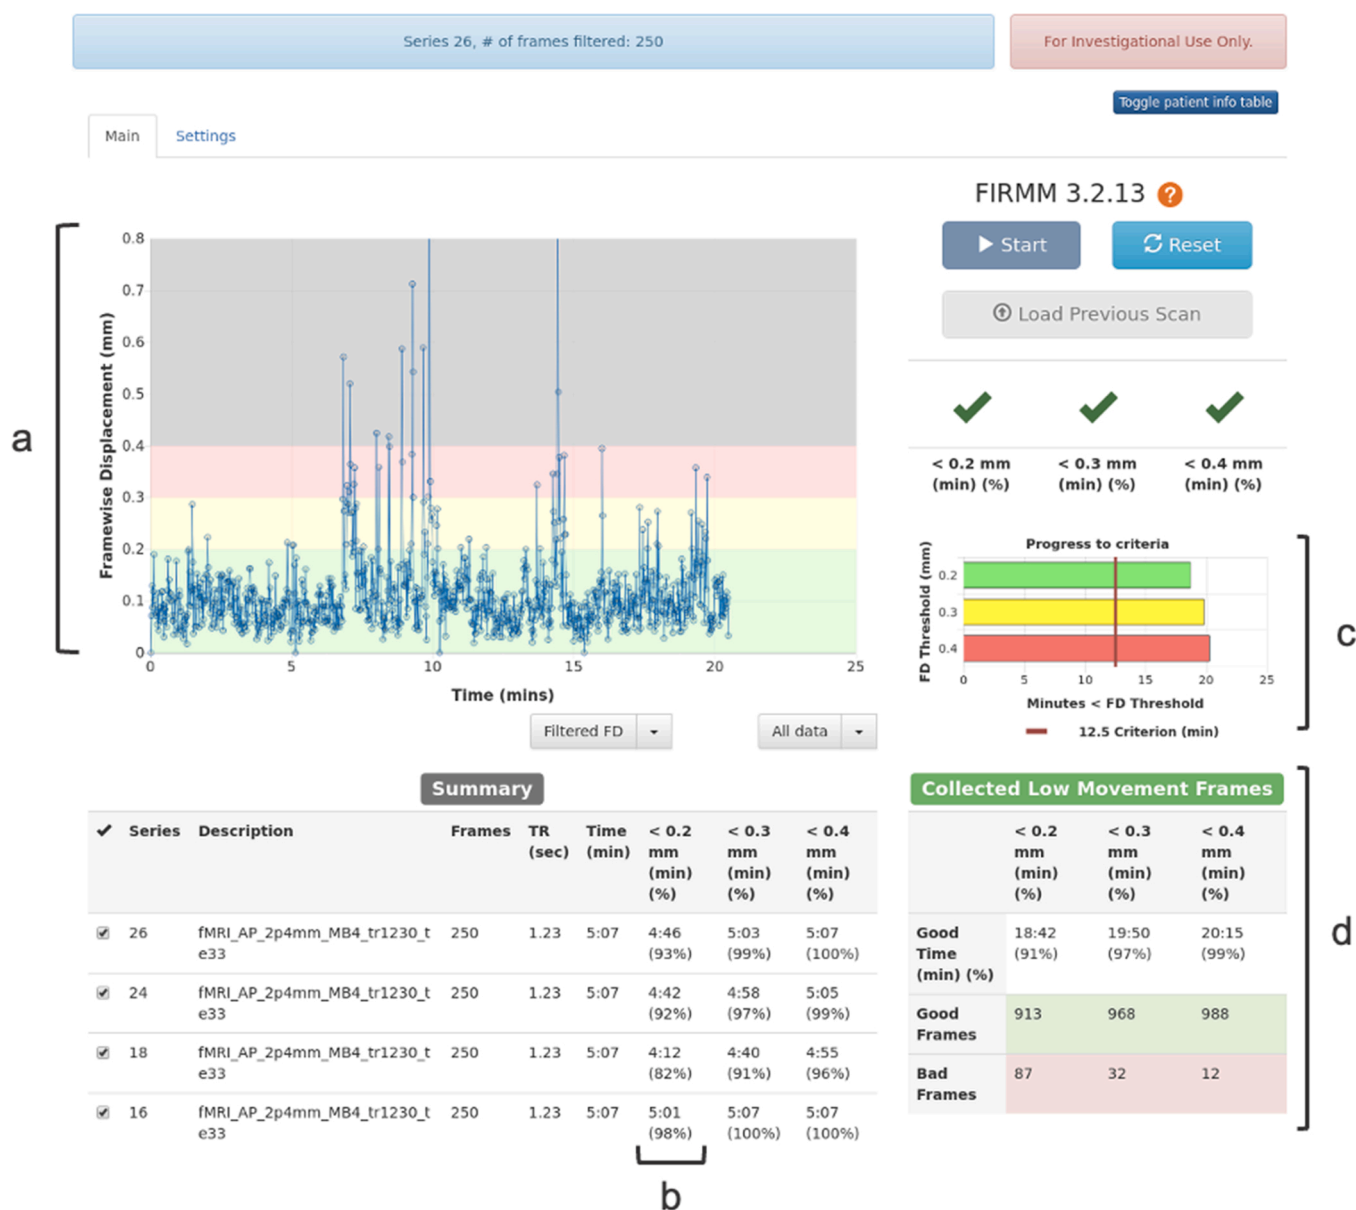 Series 26, # of frames filtered: 250
For Investigational Use Only.
Toggle patient info table
Main
Settings
FIRMM 3.2.13 ?
Start
Reset
Load Previous Scan
a
Framewise Displacement (mm)
0.8
0.7
0.6
0.5
0.4
0.3
0.2
0.1
0
0 5 10 15 20 25
Time (mins)
Filtered FD
All data
< 0.2 mm < 0.3 mm < 0.4 mm
(min) (%) (min) (%) (min) (%)
Progress to criteria
FD Threshold (mm)
0.2
0.3
0.4
0 5 10 15 20 25
Minutes < FD Threshold
12.5 Criterion (min)
c
Summary
Series Description Frames TR Time < 0.2 < 0.3 < 0.4
(sec) (min) mm mm mm
(min) (min) (min)
(%) (%) (%)
26 fMRI_AP_2p4mm_MB4_tr1230_t 250 1.23 5:07 4:46 5:03 5:07
e33 (93%) (99%) (100%)
24 fMRI_AP_2p4mm_MB4_tr1230_t 250 1.23 5:07 4:42 4:58 5:05
e33 (92%) (97%) (99%)
18 fMRI_AP_2p4mm_MB4_tr1230_t 250 1.23 5:07 4:12 4:40 4:55
e33 (82%) (91%) (96%)
16 fMRI_AP_2p4mm_MB4_tr1230_t 250 1.23 5:07 5:01 5:07 5:07
e33 (98%) (100%) (100%)
b
Collected Low Movement Frames
< 0.2 < 0.3 < 0.4
mm mm mm
(min) (min) (min)
(%) (%) (%)
Good 18:42 19:50 20:15
Time (91%) (97%) (99%)
(min) (%)
Good 913 968 988
Frames
Bad 87 32 12
Frames
d